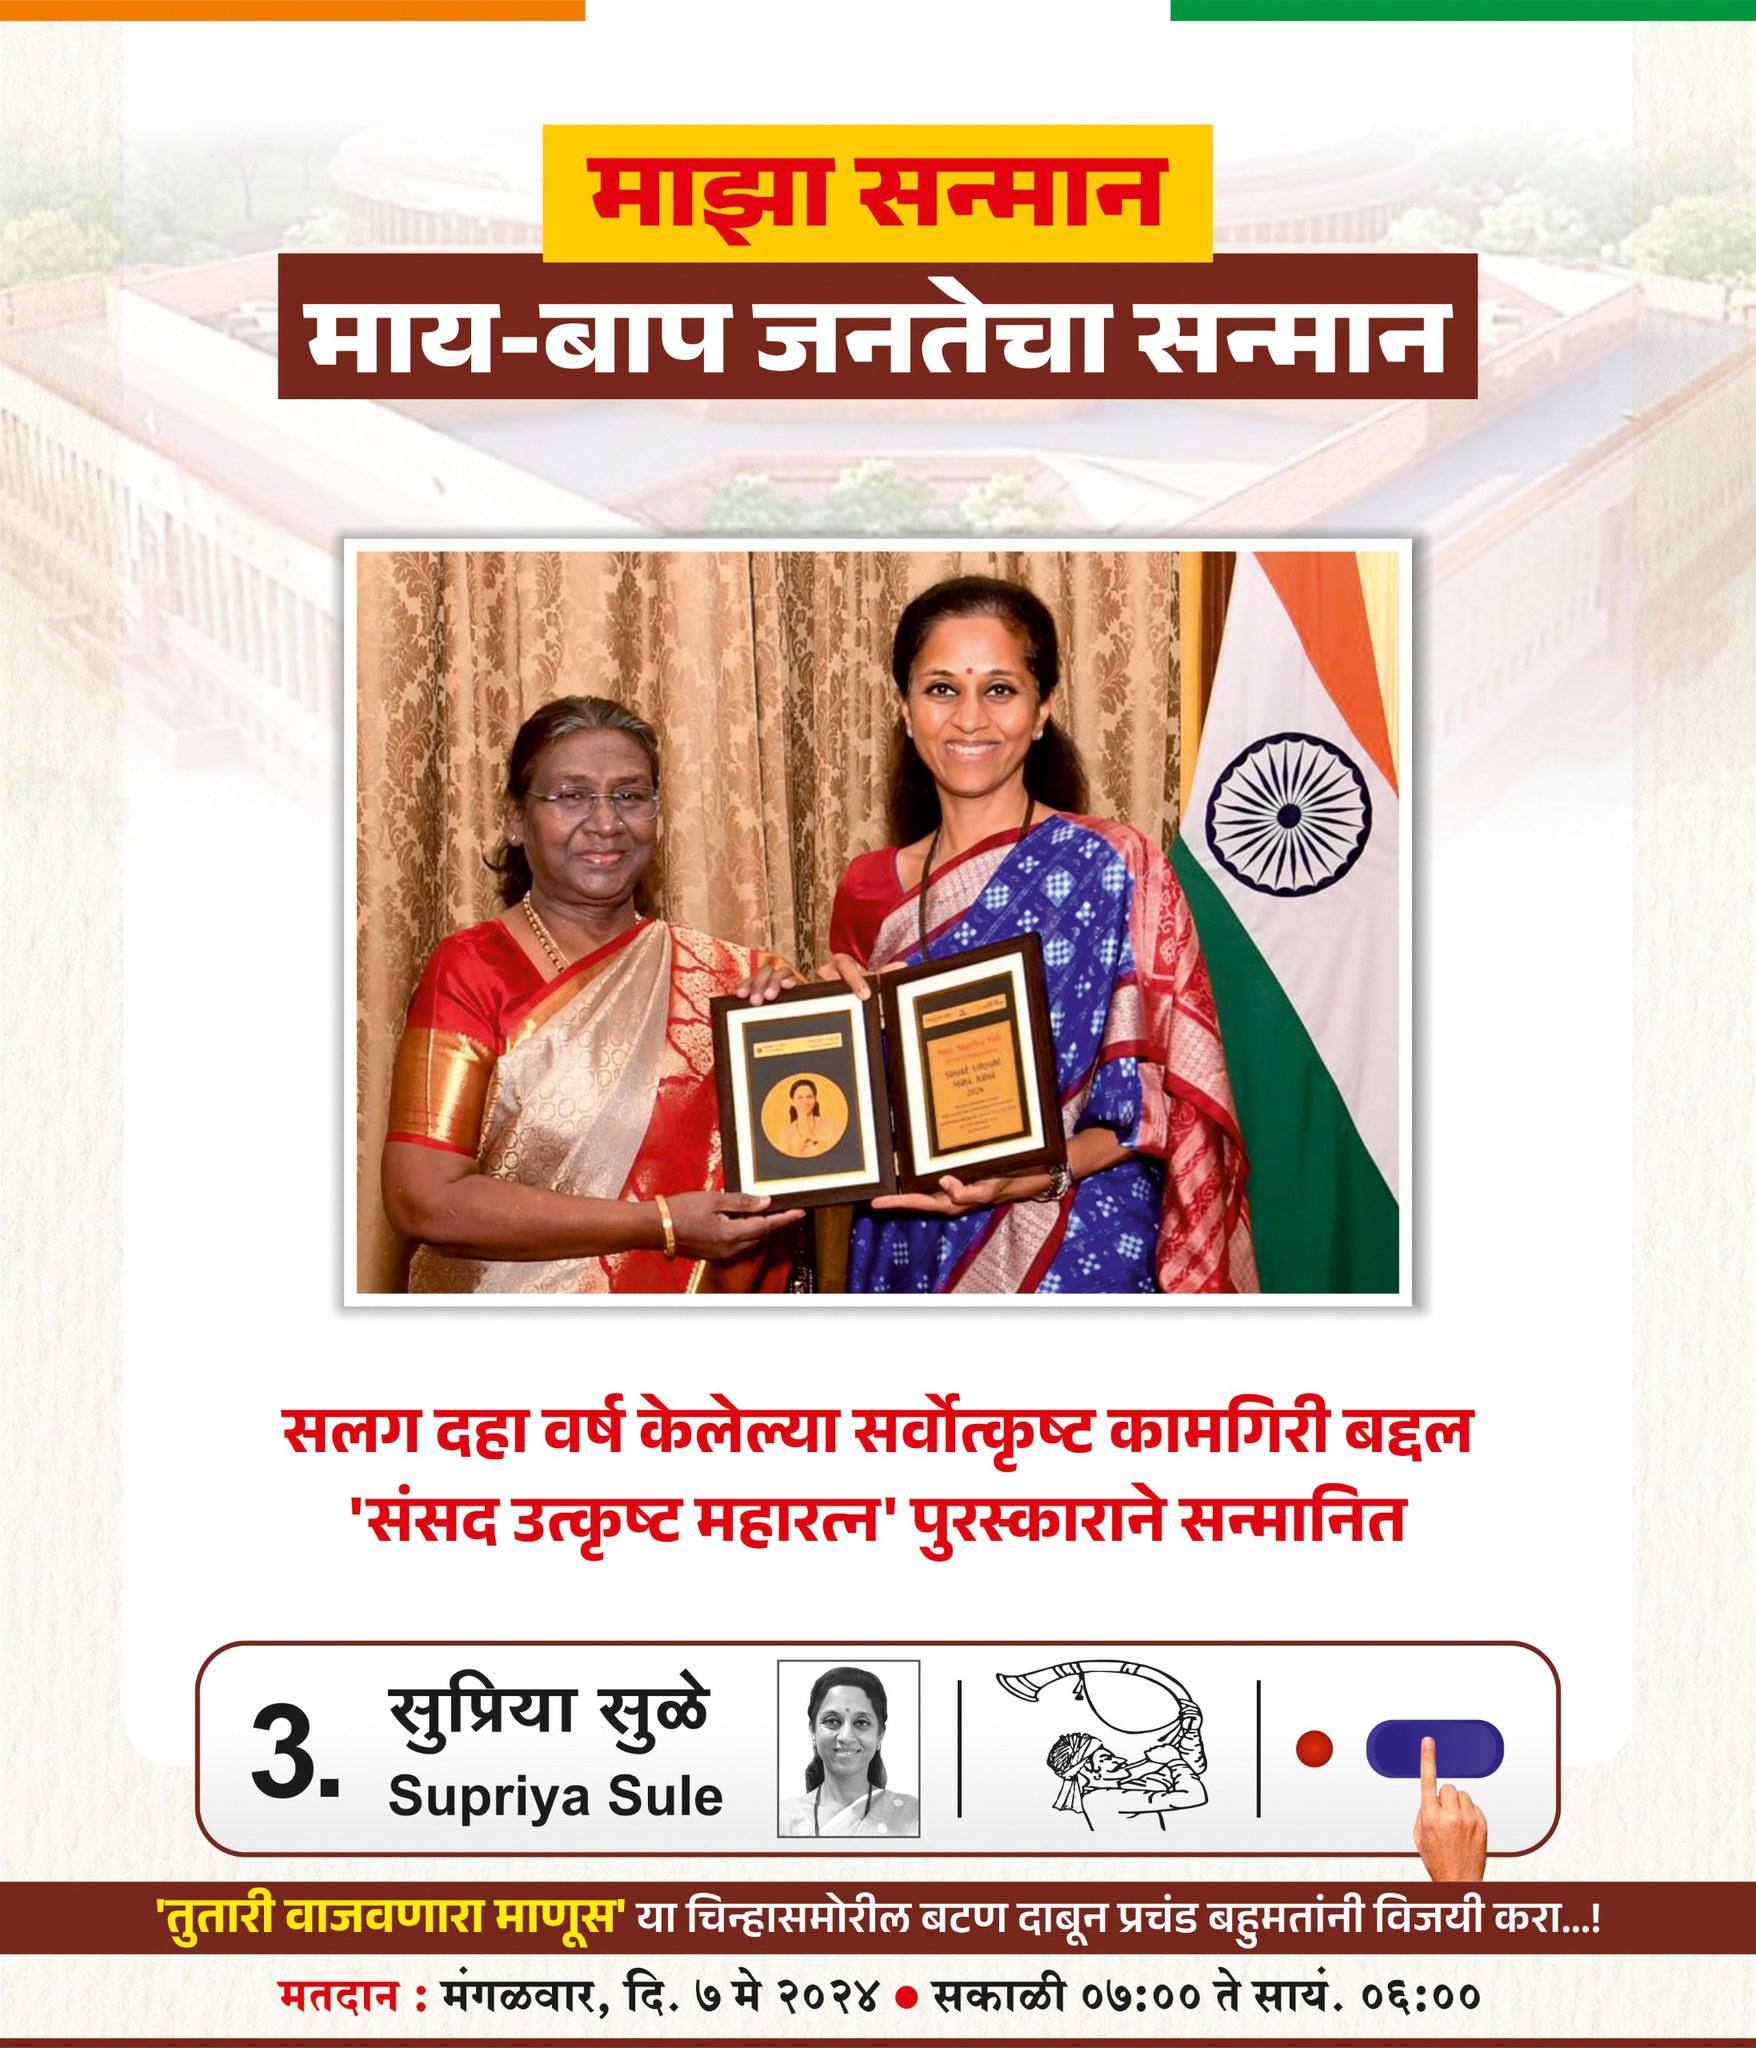 माझा सन्मान
माय-बाप जनतेचा सन्मान
Smt. Supriya Sule
Sansad Utkrisht
Maha Ratna
2024
सलग दहा वर्ष केलेल्या सर्वोत्कृष्ट कामगिरी बद्दल
'संसद उत्कृष्ट महारत्न' पुरस्काराने सन्मानित
3.
सुप्रिया सुळे
Supriya Sule
'तुतारी वाजवणारा माणूस' या चिन्हासमोरील बटण दाबून प्रचंड बहुमतांनी विजयी करा...!
मतदान : मंगळवार, दि. ७ मे २०२४ ● सकाळी ०७:०० ते सायं. ०६:००